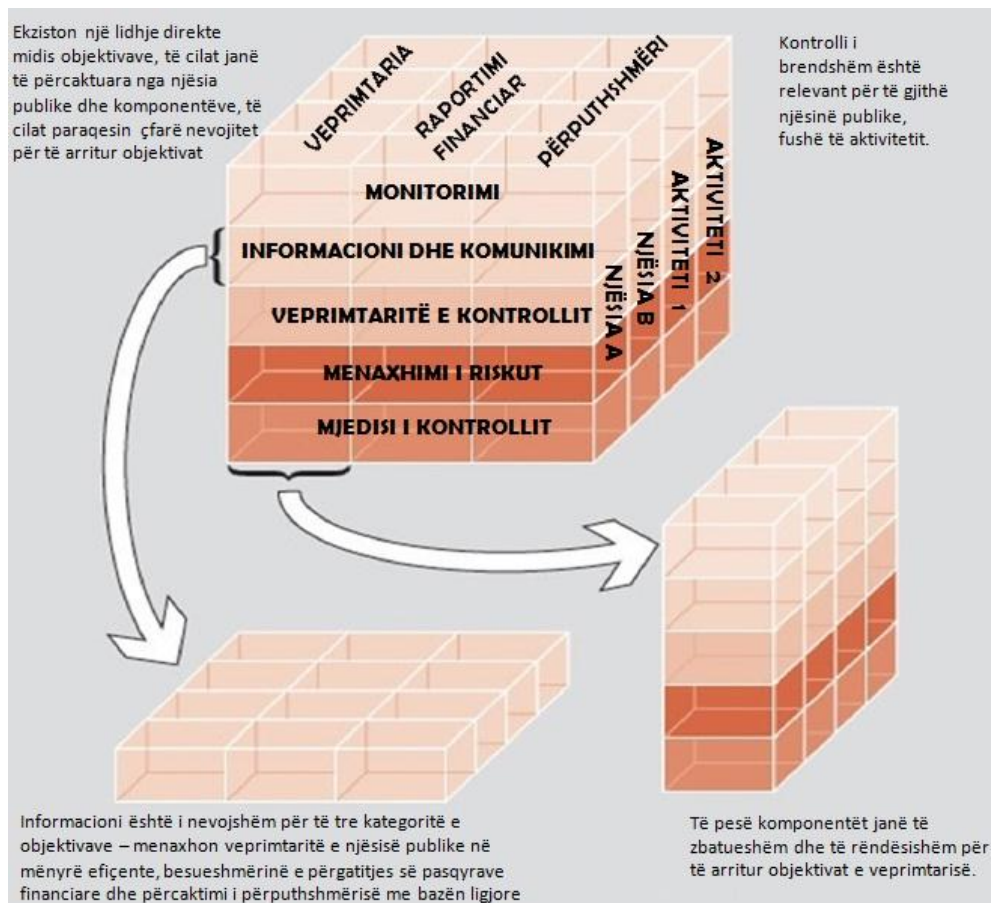 Ekziston një lidhje direkte
midis objektivave, të cilat janë
të përcaktuara nga njësia
publike dhe komponentëve, të
cilat paraqesin çfarë nevojitet
për të arritur objektivat
Kontrolli i
brendshëm është
relevant për të gjithë
njësinë publike,
fushë të aktivitetit.
VEPRIMTARIA
RAPORTIMI
FINANCIAR
PËRPUTHSHMËRI
MONITORIMI
INFORMACIONI DHE KOMUNIKIMI
VEPRIMTARITË E KONTROLLIT
MENAXHIMI I RISKUT
MJEDISI I KONTROLLIT
NJËSIA A
NJËSIA B
AKTIVITETI 1
AKTIVITETI 2
Informacioni është i nevojshëm për të tre kategoritë e
objektivave – menaxhon veprimtaritë e njësisë publike në
mënyrë efiçente, besueshmërinë e përgatitjes së pasqyrave
financiare dhe përcaktimi i përputhshmërisë me bazën ligjore
Të pesë komponentët janë të
zbatueshëm dhe të rëndësishëm për
të arritur objektivat e veprimtarisë.